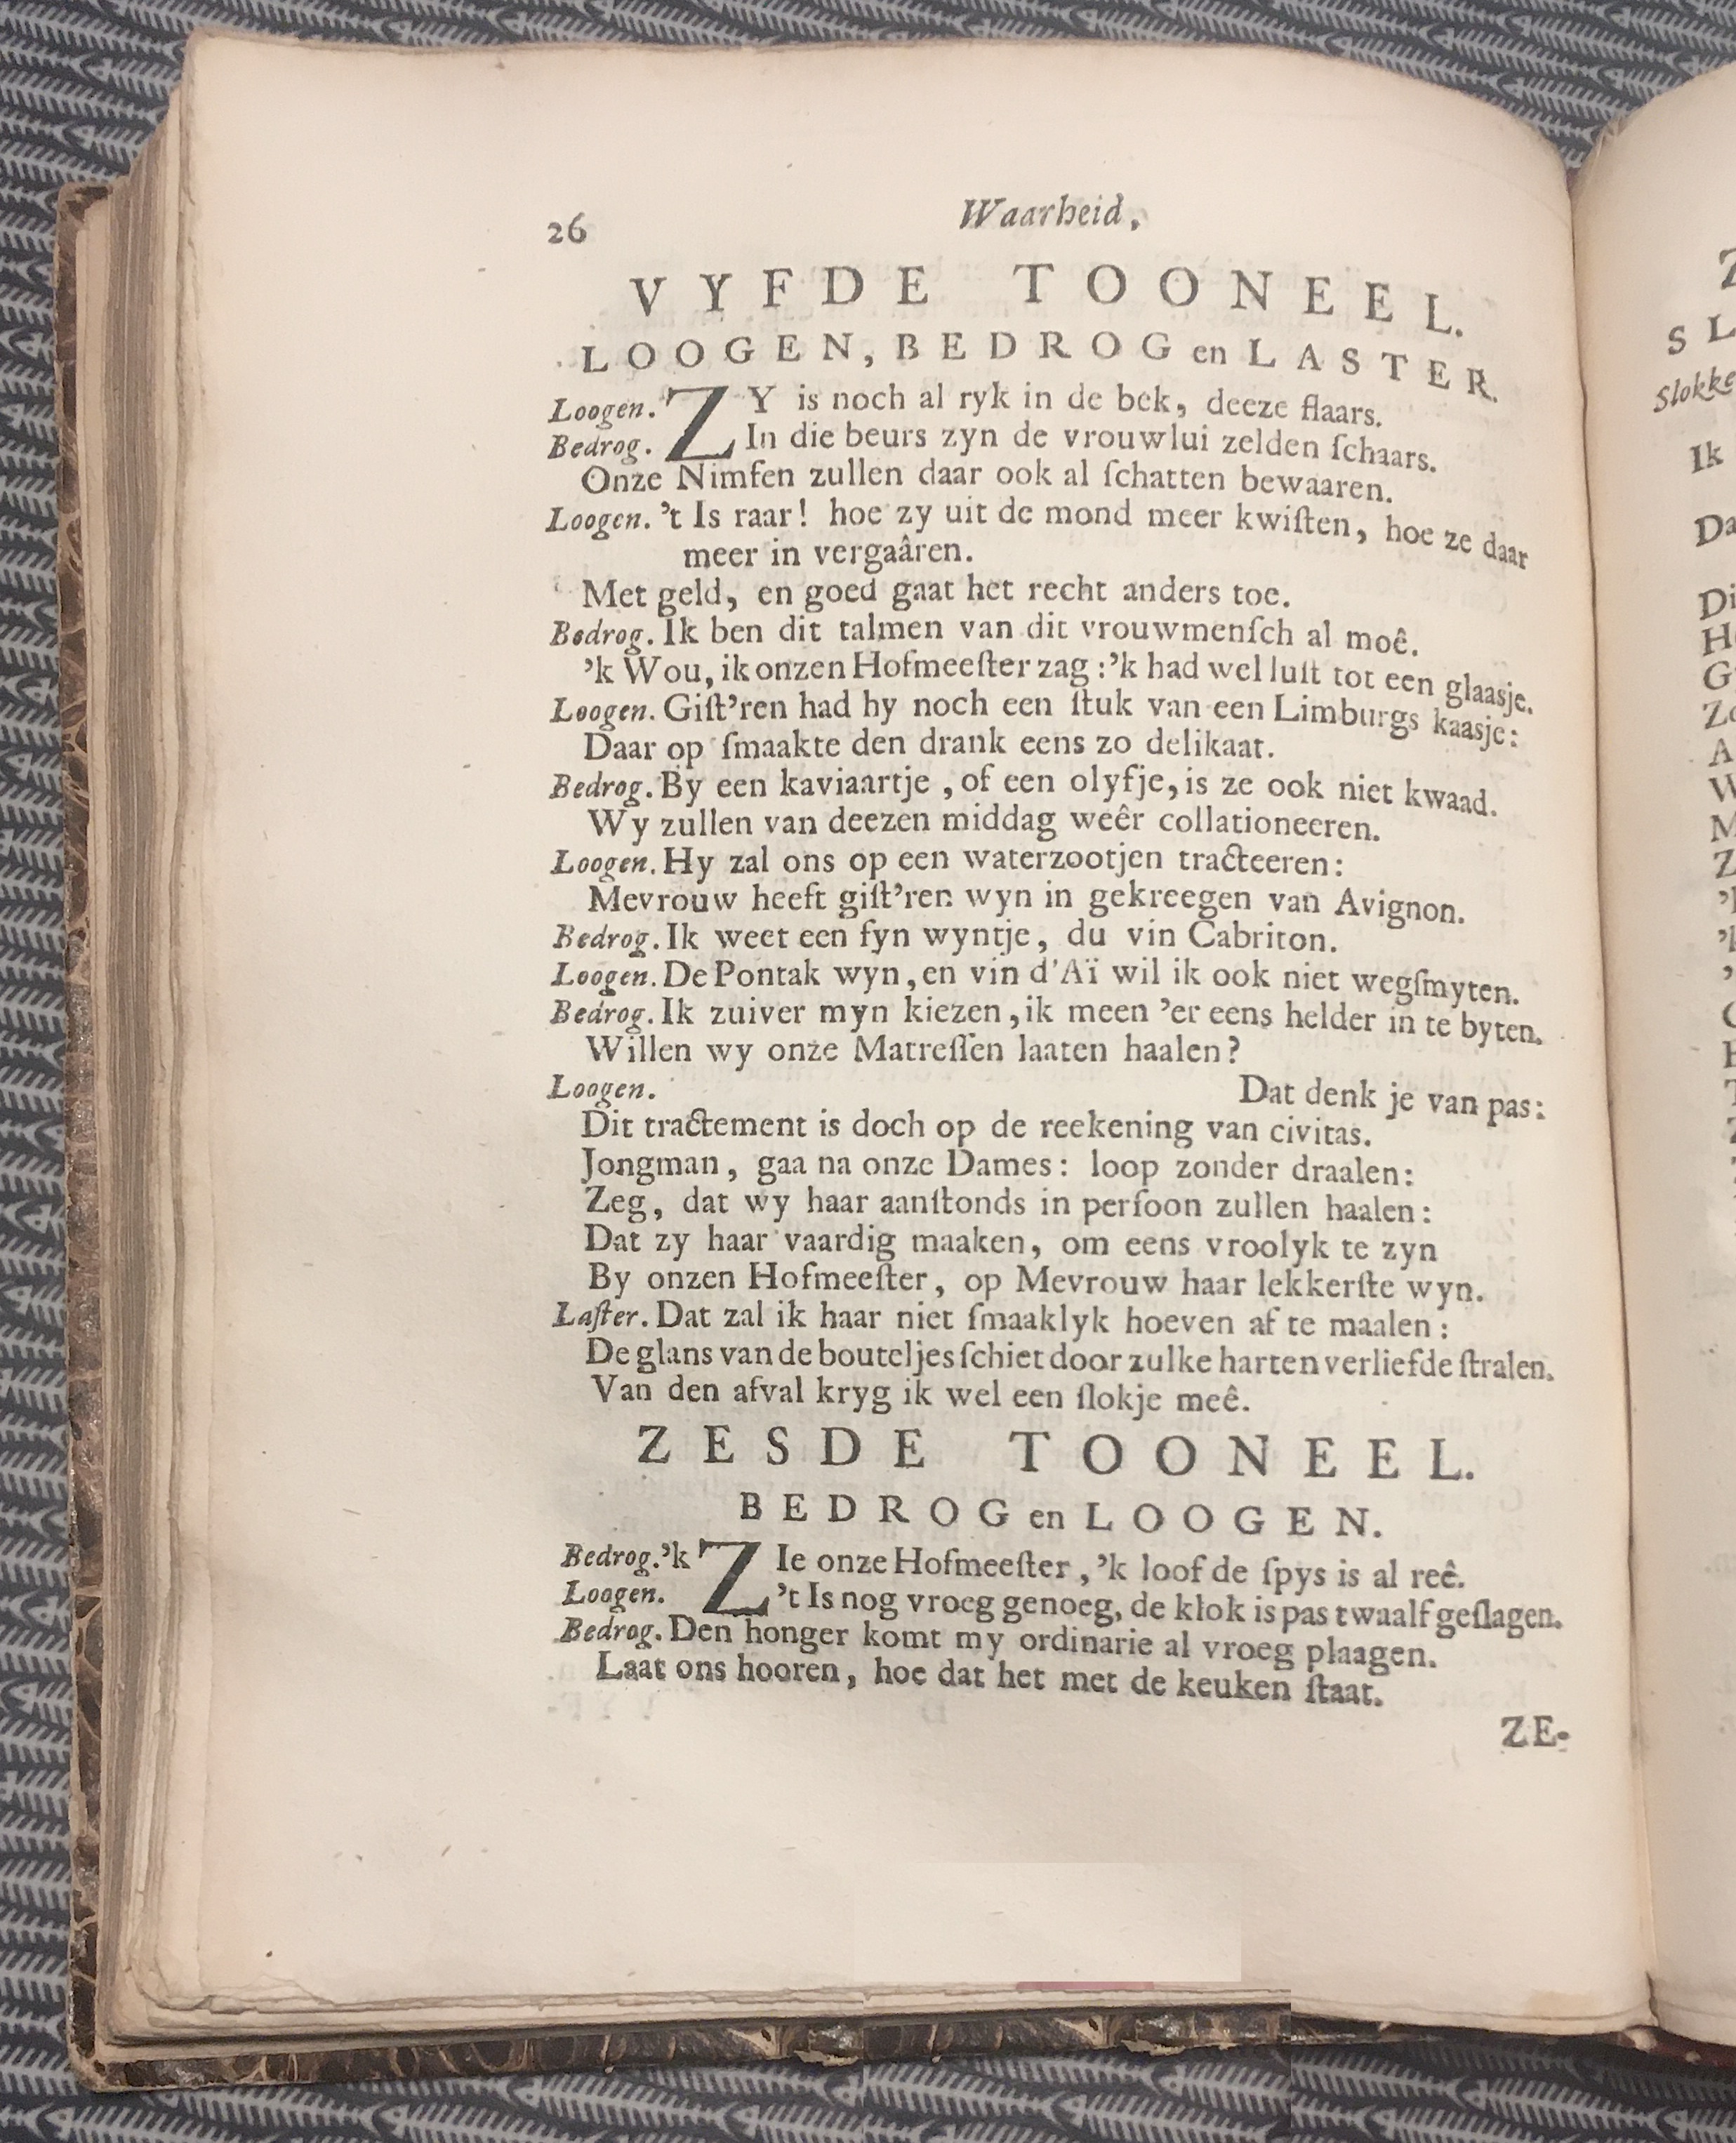 26
Waarheid,
VYFDE TOONEEL.
LOOGEN, BEDROG en LASTER.
Loogen. ZY is noch al ryk in de bek, deeze flaars.
Bedrog. In die beurs zyn de vrouwlui zelden ſchaars.
Onze Nimfen zullen daar ook al ſchatten bewaaren.
Loogen. 't Is raar! hoe zy uit de mond meer kwiſten, hoe ze daar
meer in vergaâren.
Met geld, en goed gaat het recht anders toe.
Bedrog. Ik ben dit talmen van dit vrouwmenſch al moê.
'k Wou, ik onzen Hofmeeſter zag: 'k had wel luſt tot een glaasje.
Loogen. Giſt'ren had hy noch een ſtuk van een Limburgs kaasje:
Daar op ſmaakte den drank eens zo delikaat.
Bedrog. By een kaviaartje, of een olyfje, is ze ook niet kwaad.
Wy zullen van deezen middag weêr collationeeren.
Loogen. Hy zal ons op een waterzootjen tracteeren:
Mevrouw heeft giſt'ren wyn in gekreegen van Avignon.
Bedrog. Ik weet een fyn wyntje, du vin Cabriton.
Loogen. De Pontak wyn, en vin d'Aï wil ik ook niet wegſmyten.
Bedrog. Ik zuiver myn kiezen, ik meen 'er eens helder in te byten.
Willen wy onze Matreſſen laaten haalen?
Loogen. Dat denk je van pas:
Dit tractement is doch op de reekening van civitas.
Jongman, gaa na onze Dames: loop zonder draalen:
Zeg, dat wy haar aanſtonds in perſoon zullen haalen:
Dat zy haar vaardig maaken, om eens vroolyk te zyn
By onzen Hofmeeſter, op Mevrouw haar lekkerſte wyn.
Laſter. Dat zal ik haar niet ſmaaklyk hoeven af te maalen:
De glans van de bouteljes ſchiet door zulke harten verliefde ſtralen.
Van den afval kryg ik wel een ſlokje meê.
ZESDE TOONEEL.
BEDROG en LOOGEN.
Bedrog. 'k ZIe onze Hofmeeſter, 'k loof de ſpys is al reê.
Loogen. 't Is nog vroeg genoeg, de klok is pas twaalf geſlagen.
Bedrog. Den honger komt my ordinarie al vroeg plaagen.
Laat ons hooren, hoe dat het met de keuken ſtaat.
ZE-
S L
Slokke
Ik
Da
Di